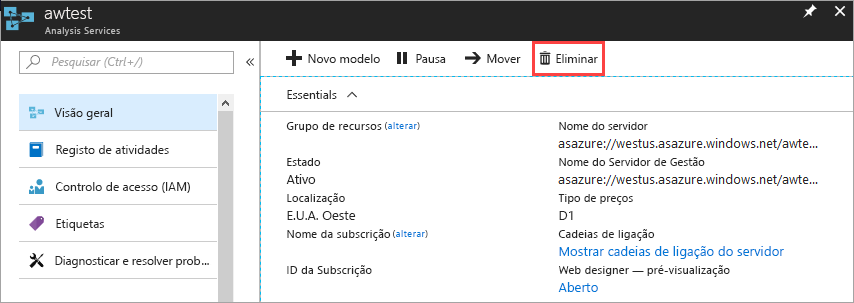 awtest
Analysis Services
Pesquisar (Ctrl+/)
Visão geral
Registo de atividades
Controlo de acesso (IAM)
Etiquetas
Diagnosticar e resolver prob...
Novo modelo
Pausa
Mover
Eliminar
Essentials
Grupo de recursos (alterar)
Estado
Ativo
Localização
E.U.A. Oeste
Nome da subscrição (alterar)
ID da Subscrição
Nome do servidor
asazure://westus.asazure.windows.net/awte...
Nome do Servidor de Gestão
asazure://westus.asazure.windows.net/awte...
Tipo de preços
D1
Cadeias de ligação
Mostrar cadeias de ligação do servidor
Web designer — pré-visualização
Aberto